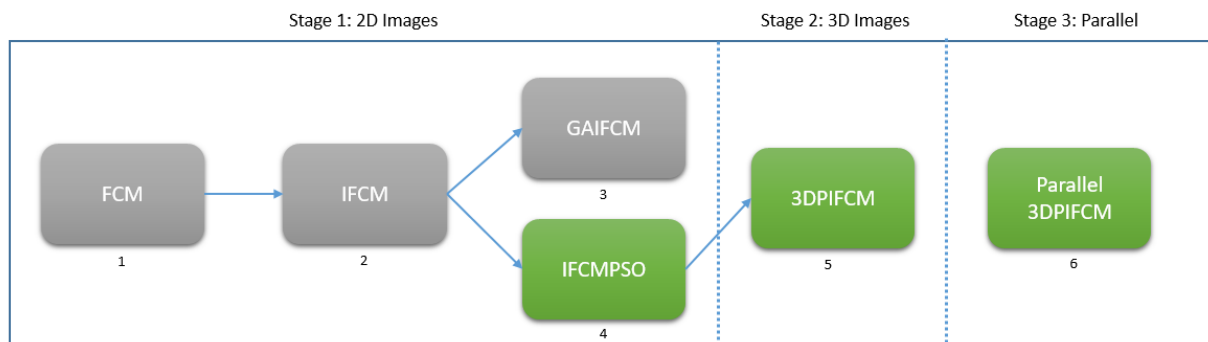 Stage 1: 2D Images
Stage 2: 3D Images
Stage 3: Parallel
FCM
1
IFCM
2
GAIFCM
3
IFCMPSO
4
3DPIFCM
5
Parallel
3DPIFCM
6